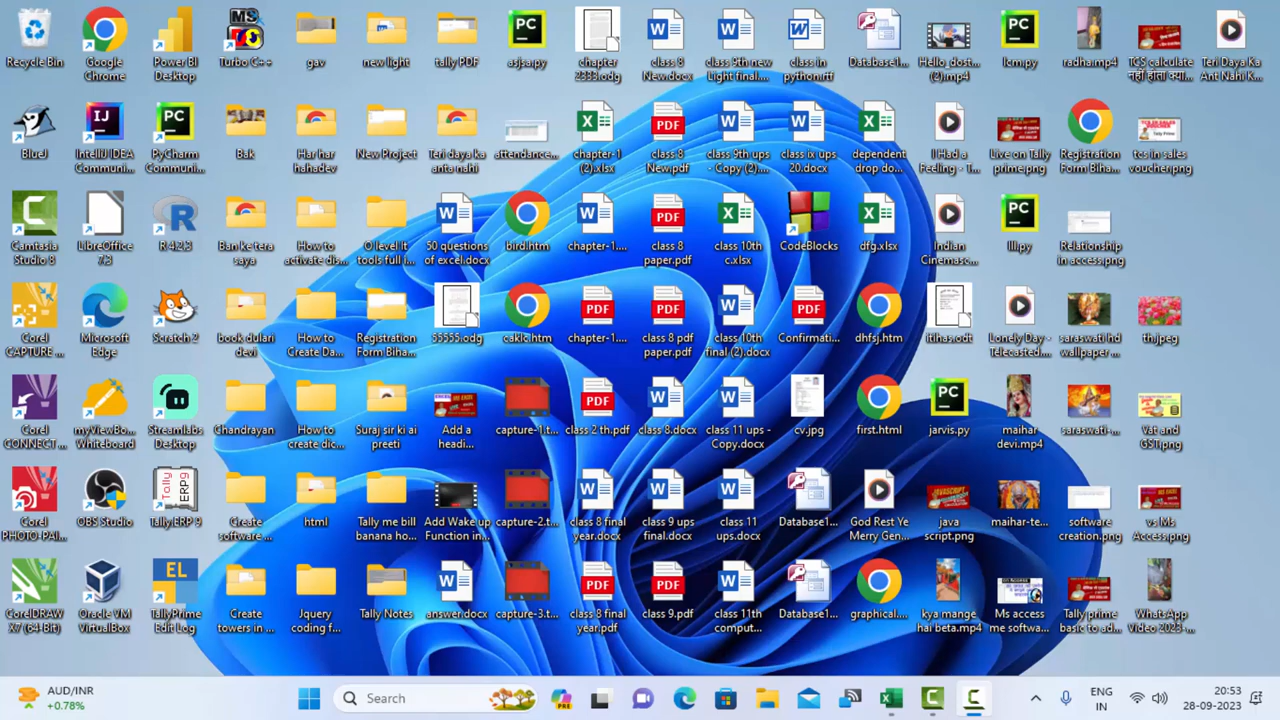 Recycle Bin
Google
Chrome
Power BI
Desktop
Turbo C++
gav
new light
tally PDF
asjka.py
chapter
2333.odg
class 8
New.docx
class 9th new
Light final...
class in
python.rtf
Database1...
Hello_dost...
(2).mp4
lcm.py
radha.mp4
TCS calculate
नहीं होता क्या...
Teri Daya Ka
Ant Nahi K...
BlueJ
IntelliJ IDEA
Communi...
PyCharm
Communi...
Bak
Har har
hahadev
New Project
Teri daya ka
anta nahi
attendance...
chapter-1
(2).xlsx
class 8
New.pdf
class 9th ups
- Copy (2)....
class ix ups
20.docx
dependent
drop do...
I Had a
Feeling - T...
Live on Tally
prime.png
Registration
Form Biha...
tcs in sales
voucher.png
Camtasia
Studio 8
LibreOffice
7.3
R 4.2.3
Ban ke tera
saya
How to
activate dis...
O level It
tools full i...
50 questions
of excel.docx
bird.htm
chapter-1....
class 8
paper.pdf
class 10th
c.xlsx
CodeBlocks
dfg.xlsx
Indian
Cinemasc...
lll.py
Relationship
in access.png
Corel
CAPTURE...
Microsoft
Edge
Scratch 2
book dulari
devi
How to
Create Da...
Registration
Form Biha...
55555.odg
caklc.htm
chapter-1....
class 8 pdf
paper.pdf
class 10th
final (2).docx
Confirmati...
dhfsj.htm
itihas.odt
Lonely Day -
Telecasted...
saraswati hd
wallpaper...
th.jpeg
Corel
CONNECT...
myViewBo...
Whiteboard
Streamlabs
Desktop
Chandrayan
How to
create dic...
Suraj sir ki ai
preeti
Add a
headi...
capture-1.t...
class 2 th.pdf
class 8.docx
class 11 ups -
Copy.docx
cv.jpg
first.html
jarvis.py
maihar
devi.mp4
saraswati-...
Vat and
GST.png
Corel
PHOTO-PAI...
OBS Studio
Tally.ERP 9
Create
software ...
html
Tally me bill
banana ho...
Add Wake up
Function in...
capture-2.t...
class 8 final
year.docx
class 9 ups
final.docx
class 11
ups.docx
Database1...
God Rest Ye
Merry Gen...
java
script.png
maihar-te...
software
creation.png
vs Ms
Access.png
CorelDRAW
X7 (64-Bit)
Oracle VM
VirtualBox
TallyPrime
Edit Log
Create
towers in ...
Jquery
coding f...
Tally Notes
answer.docx
capture-3.t...
class 8 final
year.pdf
class 9.pdf
class 11th
comput...
Database1...
graphical....
kya mange
hai beta.mp4
Ms access
me softwa...
Tally prime
basic to ad...
WhatsApp
Video 2023-...
AUD/INR
+0.78%
Search
ENG
IN
20:53
28-09-2023